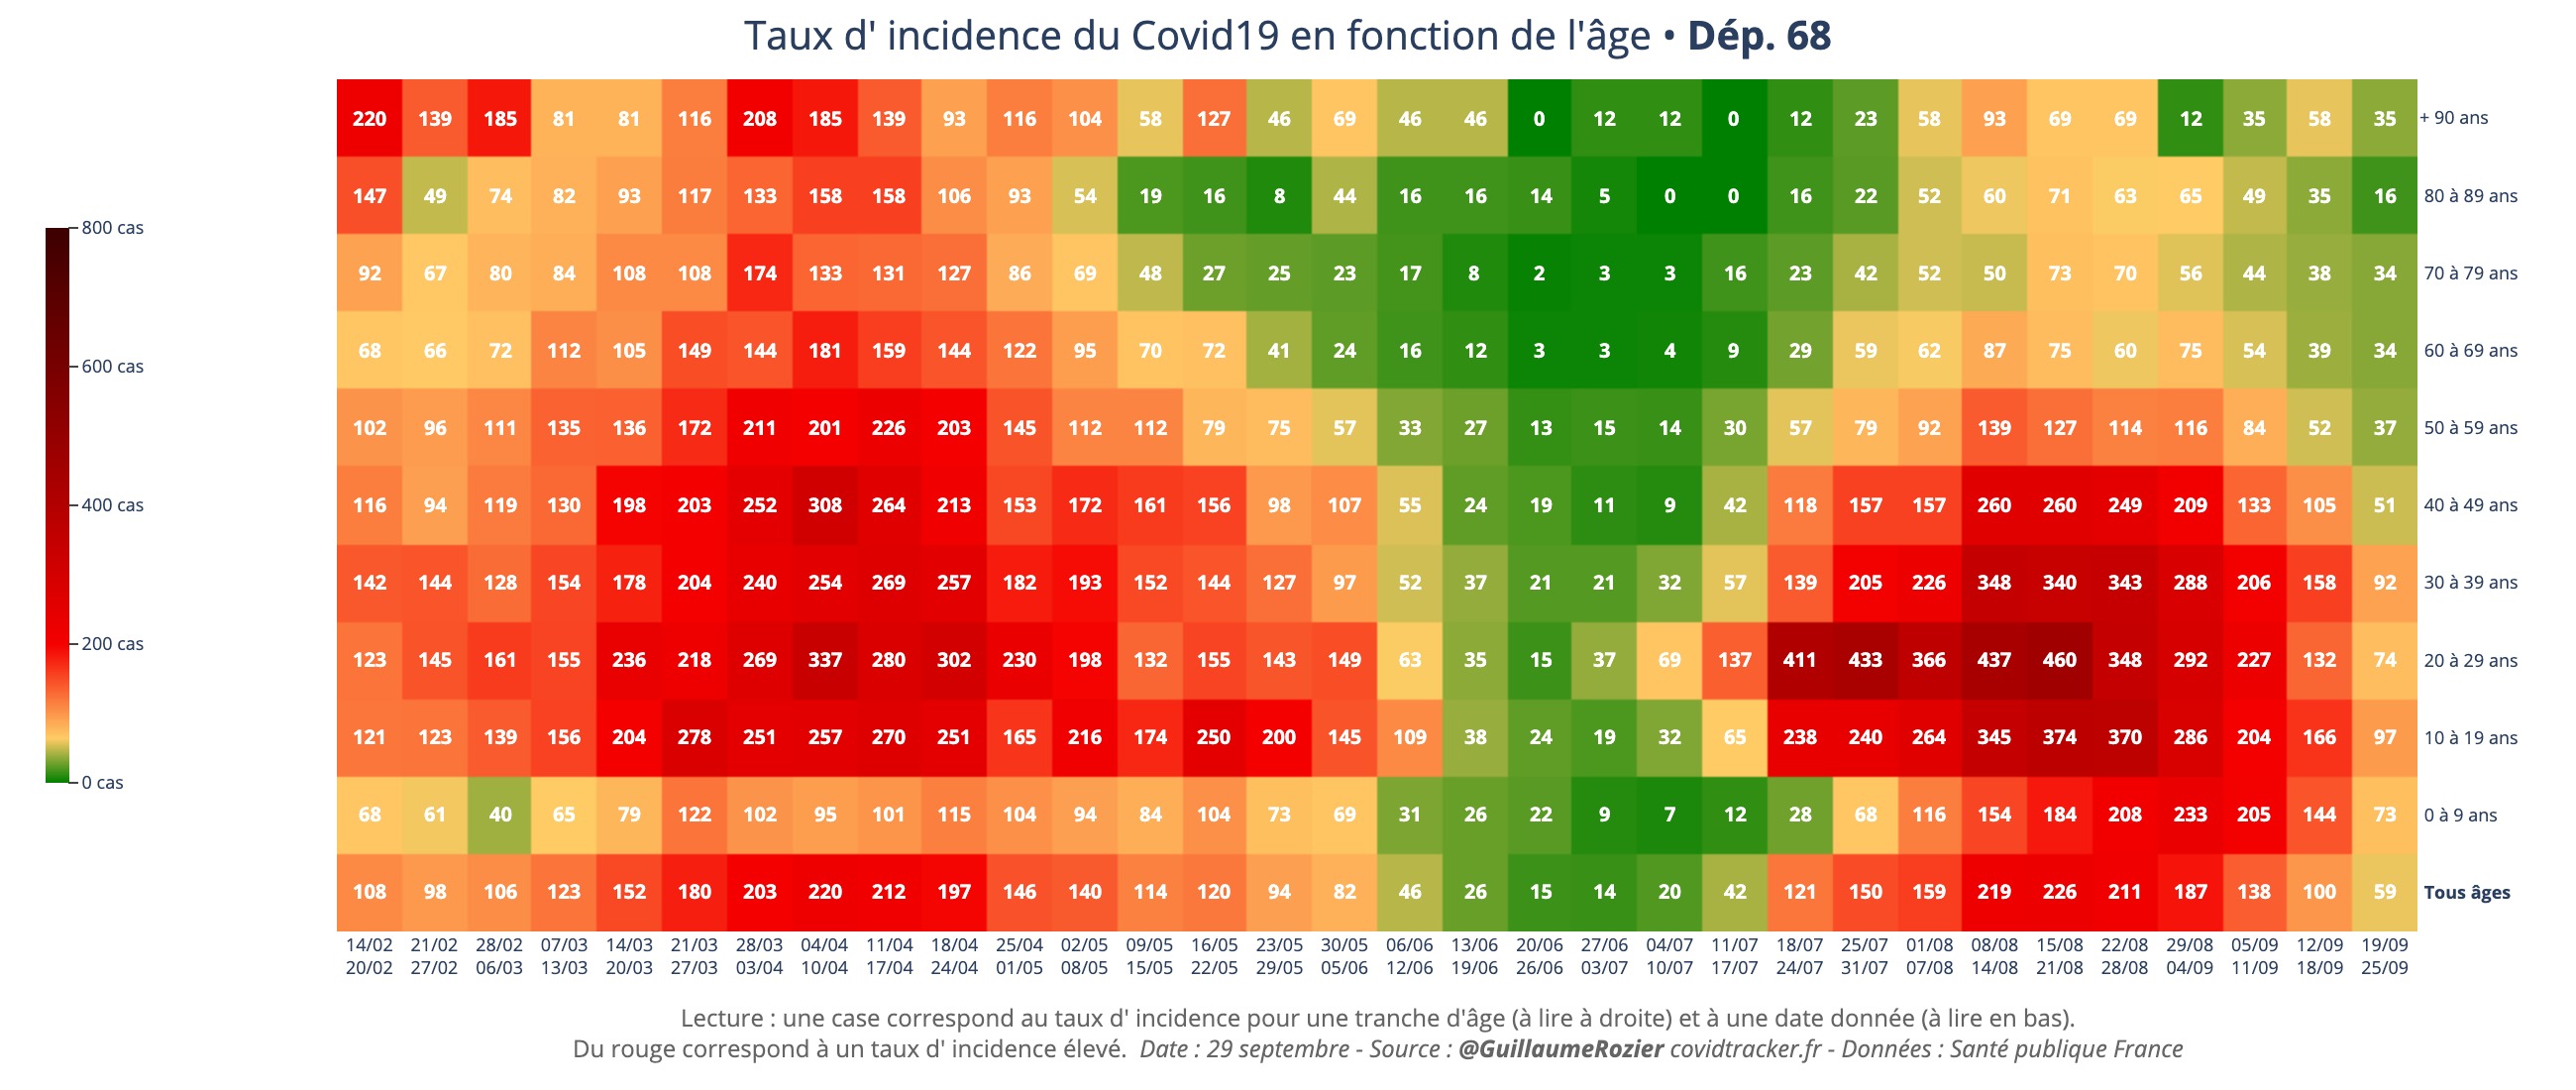 Taux d' incidence du Covid19 en fonction de l'âge • Dép. 68
800 cas
600 cas
400 cas
200 cas
0 cas
220 139 185 81 81 116 208 185 139 93 116 104 58 127 46 69 46 46 0 12 12 0 12 23 58 93 69 69 12 35 58 35 + 90 ans
147 49 74 82 93 117 133 158 158 106 93 54 19 16 8 44 16 16 14 5 0 0 16 22 52 60 71 63 65 49 35 16 80 à 89 ans
92 67 80 84 108 108 174 133 131 127 86 69 48 27 25 23 17 8 2 3 3 16 23 42 52 50 73 70 56 44 38 34 70 à 79 ans
68 66 72 112 105 149 144 181 159 144 122 95 70 72 41 24 16 12 3 3 4 9 29 59 62 87 75 60 75 54 39 34 60 à 69 ans
102 96 111 135 136 172 211 201 226 203 145 112 112 79 75 57 33 27 13 15 14 30 57 79 92 139 127 114 116 84 52 37 50 à 59 ans
116 94 119 130 198 203 252 308 264 213 153 172 161 156 98 107 55 24 19 11 9 42 118 157 157 260 260 249 209 133 105 51 40 à 49 ans
142 144 128 154 178 204 240 254 269 257 182 193 152 144 127 97 52 37 21 21 32 57 139 205 226 348 340 343 288 206 158 92 30 à 39 ans
123 145 161 155 236 218 269 337 280 302 230 198 132 155 143 149 63 35 15 37 69 137 411 433 366 437 460 348 292 227 132 74 20 à 29 ans
121 123 139 156 204 278 251 257 270 251 165 216 174 250 200 145 109 38 24 19 32 65 238 240 264 345 374 370 286 204 166 97 10 à 19 ans
68 61 40 65 79 122 102 95 101 115 104 94 84 104 73 69 31 26 22 9 7 12 28 68 116 154 184 208 233 205 144 73 0 à 9 ans
108 98 106 123 152 180 203 220 212 197 146 140 114 120 94 82 46 26 15 14 20 42 121 150 159 219 226 211 187 138 100 59 Tous âges
14/02 21/02 28/02 07/03 14/03 21/03 28/03 04/04 11/04 18/04 25/04 02/05 09/05 16/05 23/05 30/05 06/06 13/06 20/06 27/06 04/07 11/07 18/07 25/07 01/08 08/08 15/08 22/08 29/08 05/09 12/09 19/09
20/02 27/02 06/03 13/03 20/03 27/03 03/04 10/04 17/04 24/04 01/05 08/05 15/05 22/05 29/05 05/06 12/06 19/06 26/06 03/07 10/07 17/07 24/07 31/07 07/08 14/08 21/08 28/08 04/09 11/09 18/09 25/09
Lecture : une case correspond au taux d' incidence pour une tranche d'âge (à lire à droite) et à une date donnée (à lire en bas).
Du rouge correspond à un taux d' incidence élevé. Date : 29 septembre - Source : @GuillaumeRozier covidtracker.fr - Données : Santé publique France